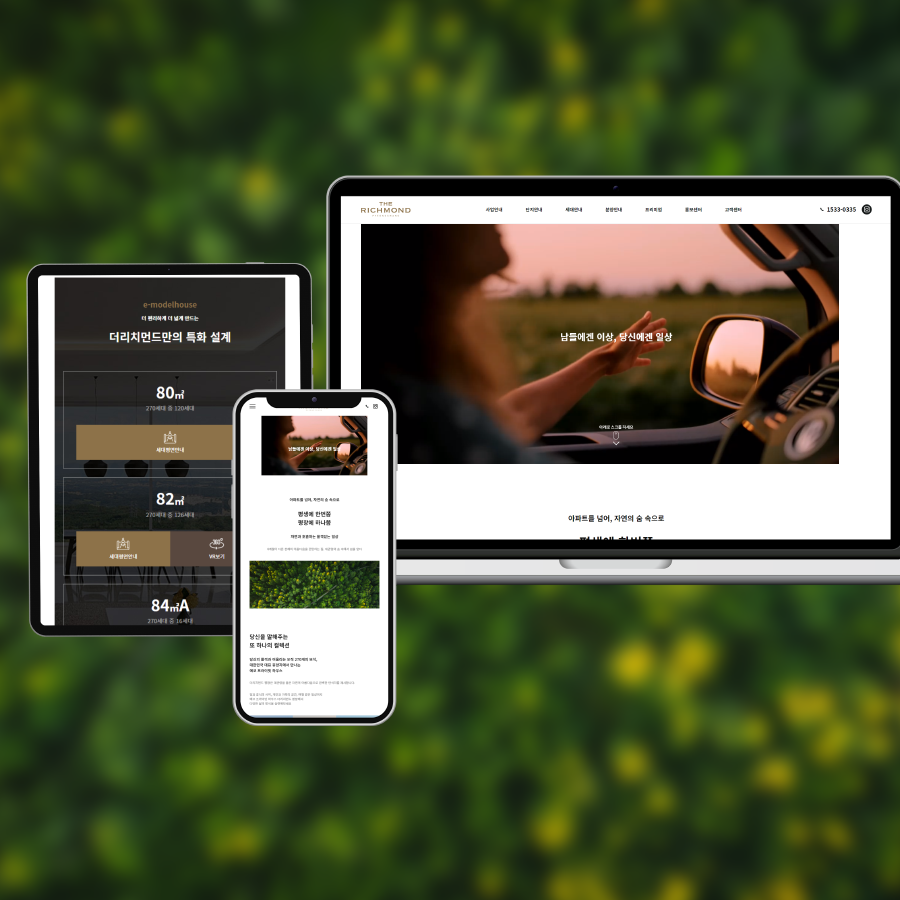 THE
RICHMOND
사업안내
단지안내
세대안내
분양안내
프리미엄
홍보센터
고객센터
1533-0335
남들에겐 이상, 당신에겐 일상
아래로 스크롤 하세요
아파트를 넘어, 자연의 숲 속으로
e-modelhouse
더 편리하게 더 넓게 만드는
더리치먼드만의 특화 설계
80㎡
270세대 중 120세대
세대평면안내
82㎡
270세대 중 126세대
세대평면안내
VR보기
84㎡A
270세대 중 16세대
남들에겐 이상, 당신에겐 일
아파트를 넘어, 자연의 숲 속으로
평생에 한번쯤
평창에 하나쯤
자연과 호흡하는 품격있는 일상
당신을 말해주는
또 하나의 컬렉션